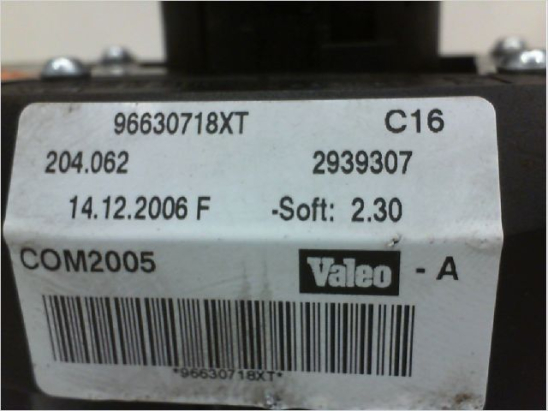 96630718XT C16
204.062 2939307
14.12.2006 F -Soft: 2.30
COM2005 Valeo - A
*96630718XT*